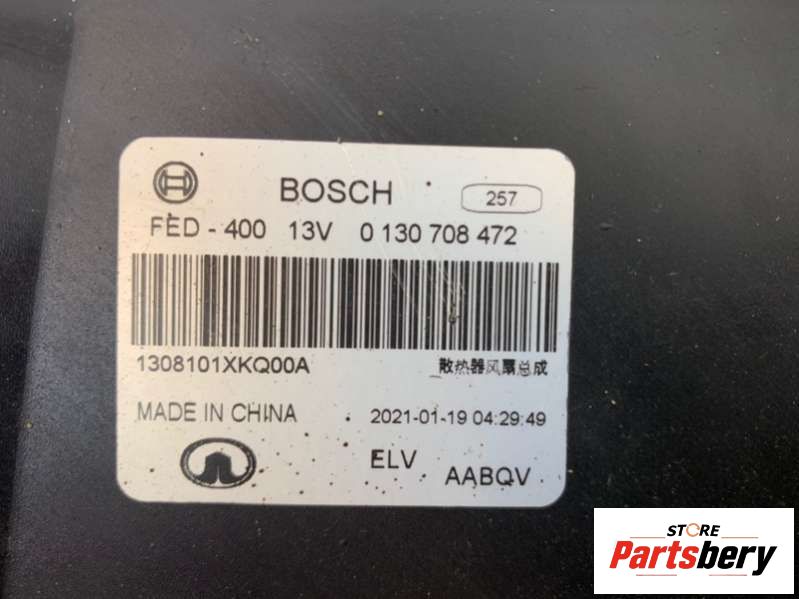 BOSCH 257
FED - 400 13V 0 130 708 472
1308101XKQ00A 散热器风扇总成
MADE IN CHINA 2021-01-19 04:29:49
ELV AABQV
STORE
Partsbery